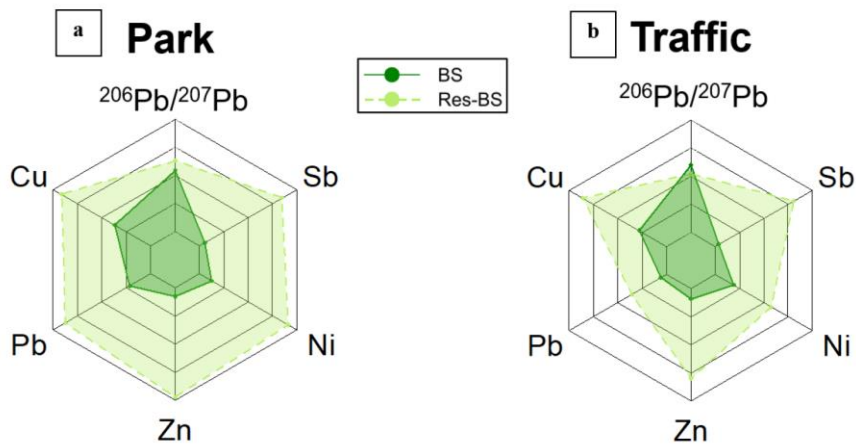 a Park
b Traffic
BS
Res-BS
²⁰⁶Pb/²⁰⁷Pb
Cu
Sb
Pb
Ni
Zn
²⁰⁶Pb/²⁰⁷Pb
Cu
Sb
Pb
Ni
Zn